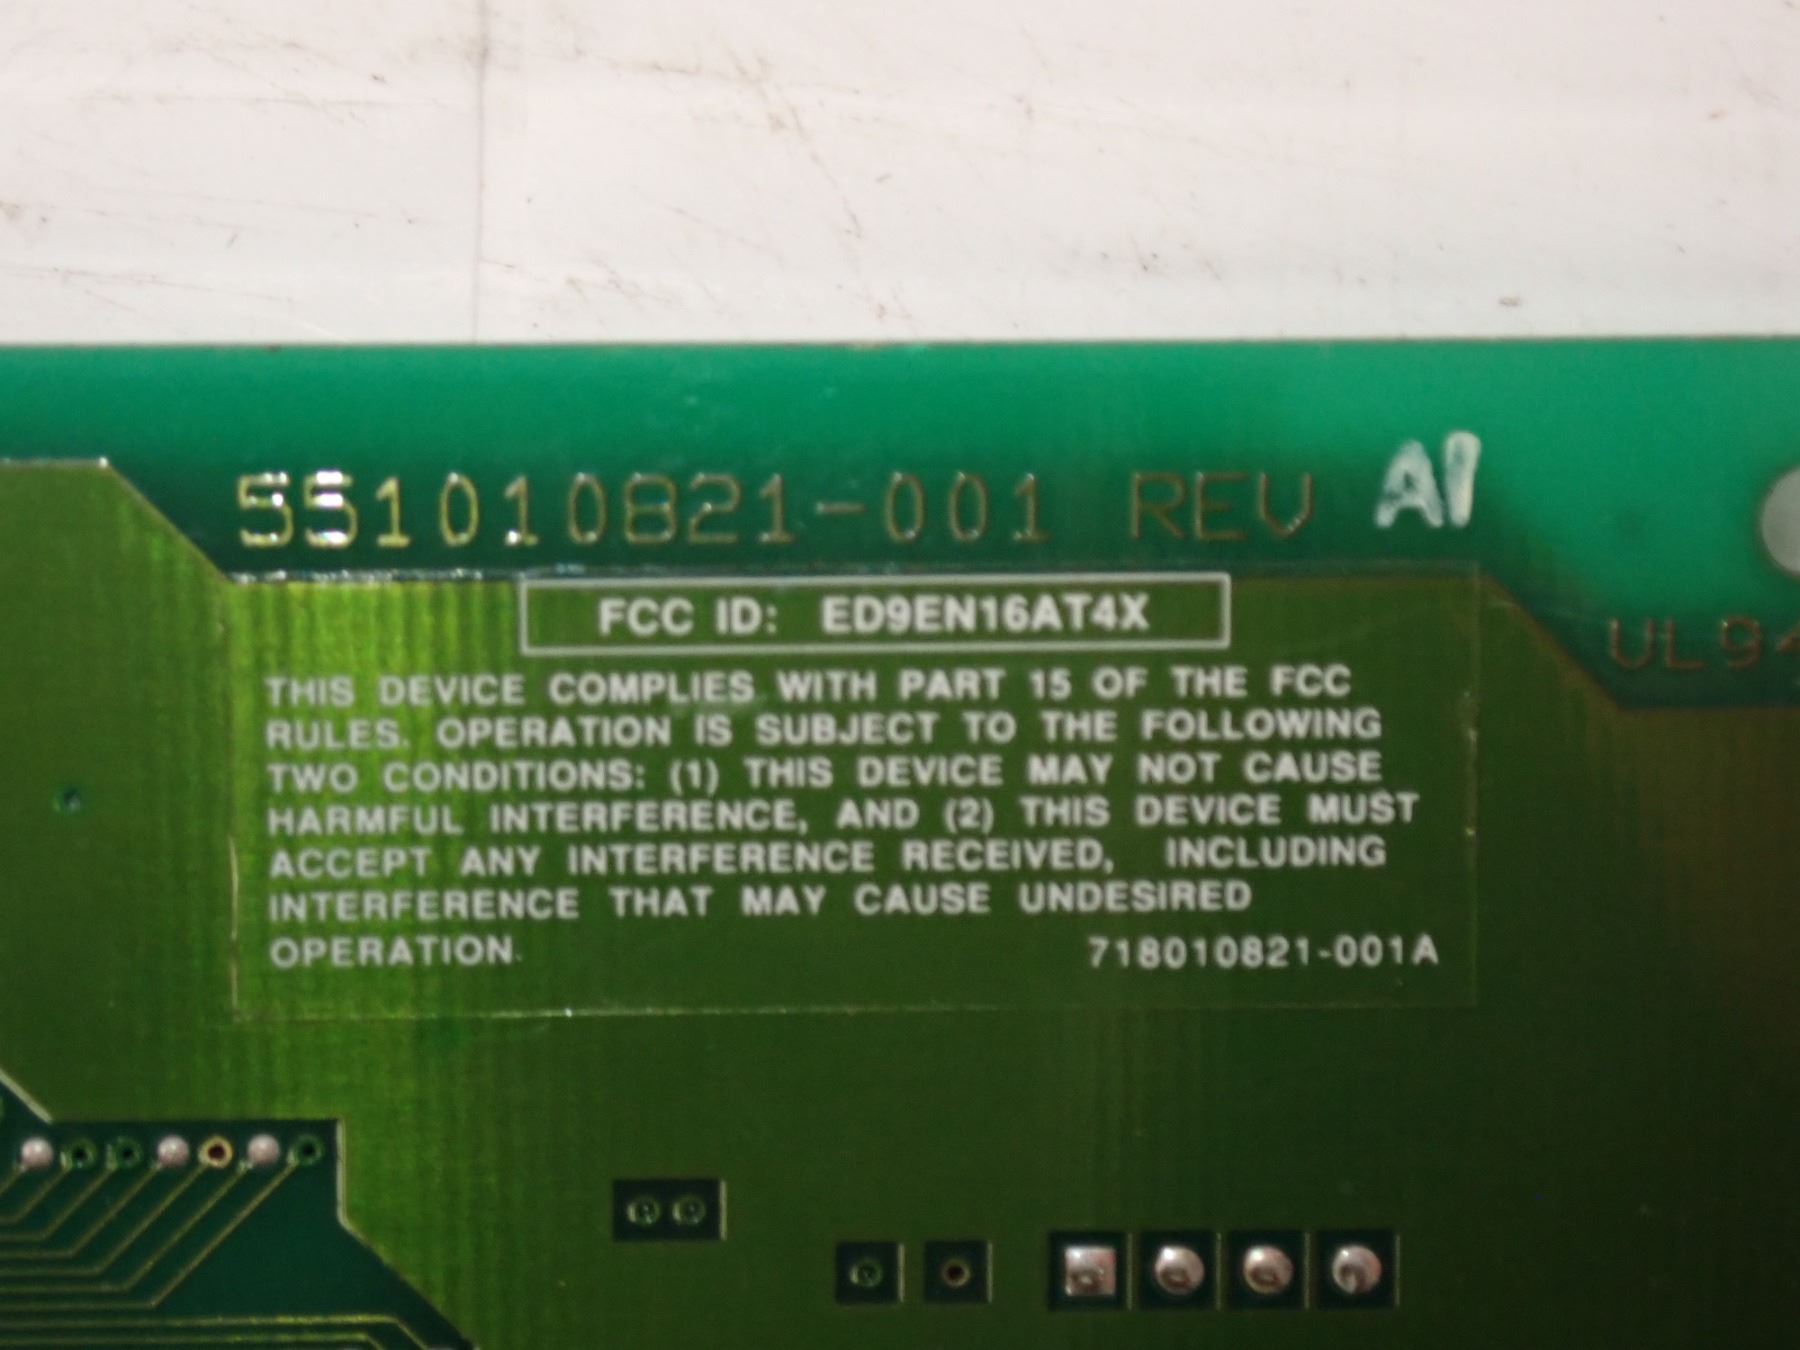 551010821-001 REV A1
FCC ID: ED9EN16AT4X
UL94
THIS DEVICE COMPLIES WITH PART 15 OF THE FCC
RULES. OPERATION IS SUBJECT TO THE FOLLOWING
TWO CONDITIONS: (1) THIS DEVICE MAY NOT CAUSE
HARMFUL INTERFERENCE, AND (2) THIS DEVICE MUST
ACCEPT ANY INTERFERENCE RECEIVED, INCLUDING
INTERFERENCE THAT MAY CAUSE UNDESIRED
OPERATION. 718010821-001A